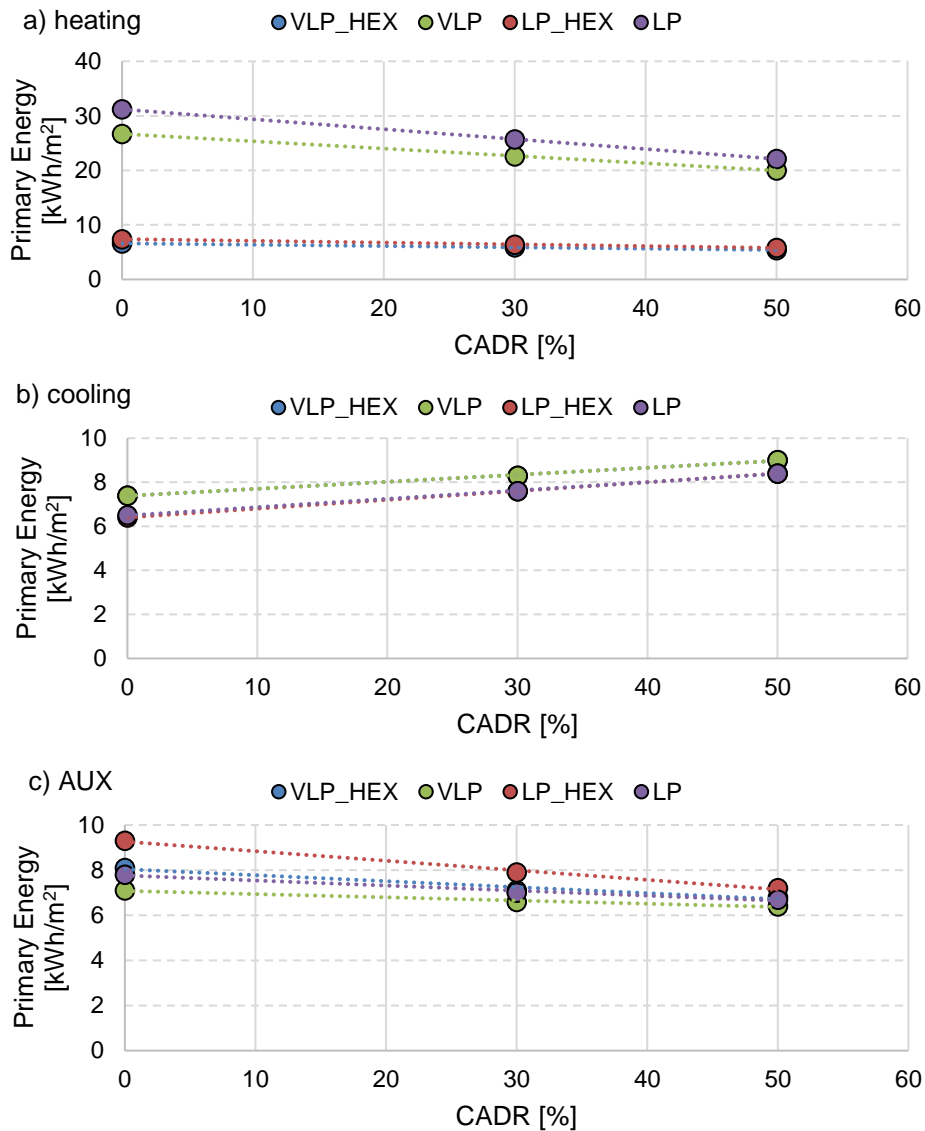 a) heating
VLP_HEX VLP LP_HEX LP
Primary Energy
[kWh/m²]
40
30
20
10
0
0 10 20 30 40 50 60
CADR [%]
b) cooling
VLP_HEX VLP LP_HEX LP
Primary Energy
[kWh/m²]
10
8
6
4
2
0
0 10 20 30 40 50 60
CADR [%]
c) AUX
VLP_HEX VLP LP_HEX LP
Primary Energy
[kWh/m²]
10
8
6
4
2
0
0 10 20 30 40 50 60
CADR [%]